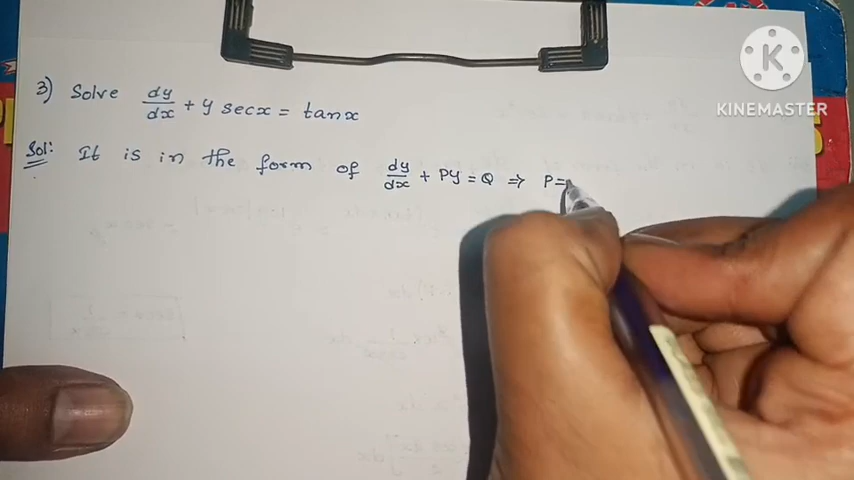 KINEMASTER
3) Solve dy/dx + y secx = tanx
Sol: It is in the form of dy/dx + Py = Q ⇒ P=